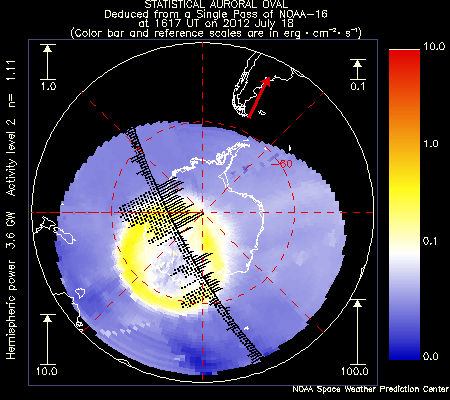 STATISTICAL AURORAL OVAL
Deduced from a Single Pass of NOAA-16
at 1617 UT on 2012 July 18
(Color bar and reference scales are in erg · cm⁻² · s⁻¹)
1.0
0.1
10.0
1.0
0.1
0.0
-60
Hemispheric power 3.6 GW Activity level 2 n= 1.11
10.0
100.0
NOAA Space Weather Prediction Center